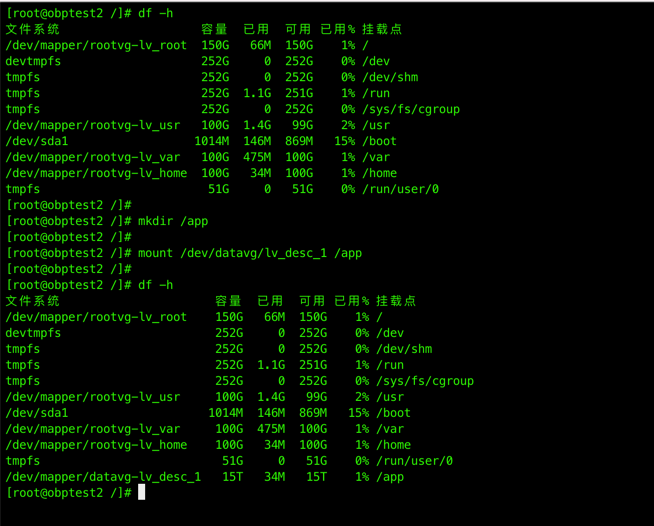 [root@obptest2 /]# df -h
文件系统 容量 已用 可用 已用% 挂载点
/dev/mapper/rootvg-lv_root 150G 66M 150G 1% /
devtmpfs 252G 0 252G 0% /dev
tmpfs 252G 0 252G 0% /dev/shm
tmpfs 252G 1.1G 251G 1% /run
tmpfs 252G 0 252G 0% /sys/fs/cgroup
/dev/mapper/rootvg-lv_usr 100G 1.4G 99G 2% /usr
/dev/sda1 1014M 146M 869M 15% /boot
/dev/mapper/rootvg-lv_var 100G 475M 100G 1% /var
/dev/mapper/rootvg-lv_home 100G 34M 100G 1% /home
tmpfs 51G 0 51G 0% /run/user/0
[root@obptest2 /]#
[root@obptest2 /]# mkdir /app
[root@obptest2 /]#
[root@obptest2 /]# mount /dev/datavg/lv_desc_1 /app
[root@obptest2 /]#
[root@obptest2 /]# df -h
文件系统 容量 已用 可用 已用% 挂载点
/dev/mapper/rootvg-lv_root 150G 66M 150G 1% /
devtmpfs 252G 0 252G 0% /dev
tmpfs 252G 0 252G 0% /dev/shm
tmpfs 252G 1.1G 251G 1% /run
tmpfs 252G 0 252G 0% /sys/fs/cgroup
/dev/mapper/rootvg-lv_usr 100G 1.4G 99G 2% /usr
/dev/sda1 1014M 146M 869M 15% /boot
/dev/mapper/rootvg-lv_var 100G 475M 100G 1% /var
/dev/mapper/rootvg-lv_home 100G 34M 100G 1% /home
tmpfs 51G 0 51G 0% /run/user/0
/dev/mapper/datavg-lv_desc_1 15T 34M 15T 1% /app
[root@obptest2 /]#